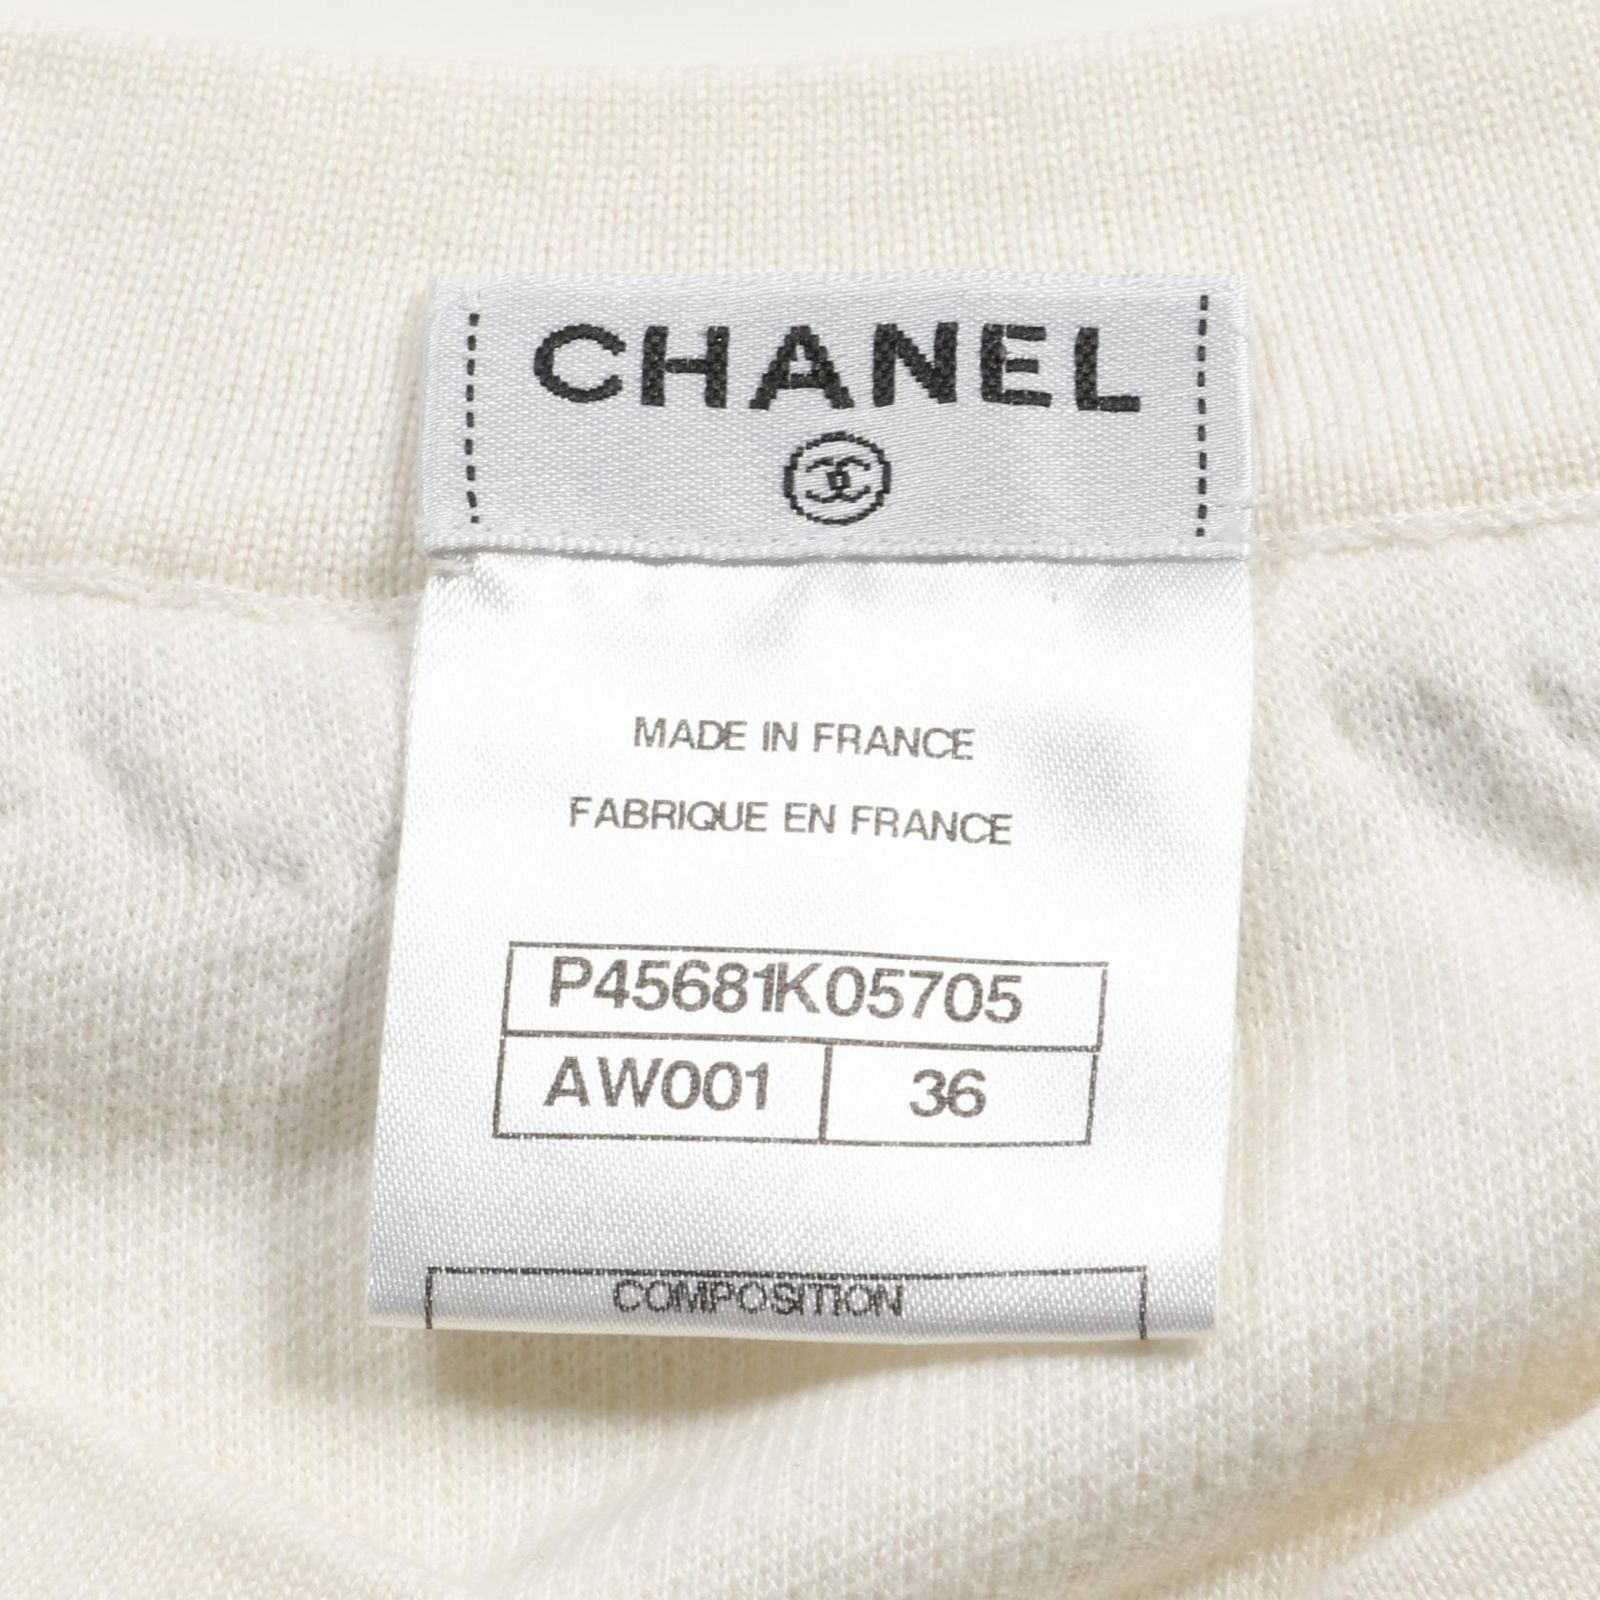 CHANEL
MADE IN FRANCE
FABRIQUE EN FRANCE
P45681K05705
AW001 36
COMPOSITION